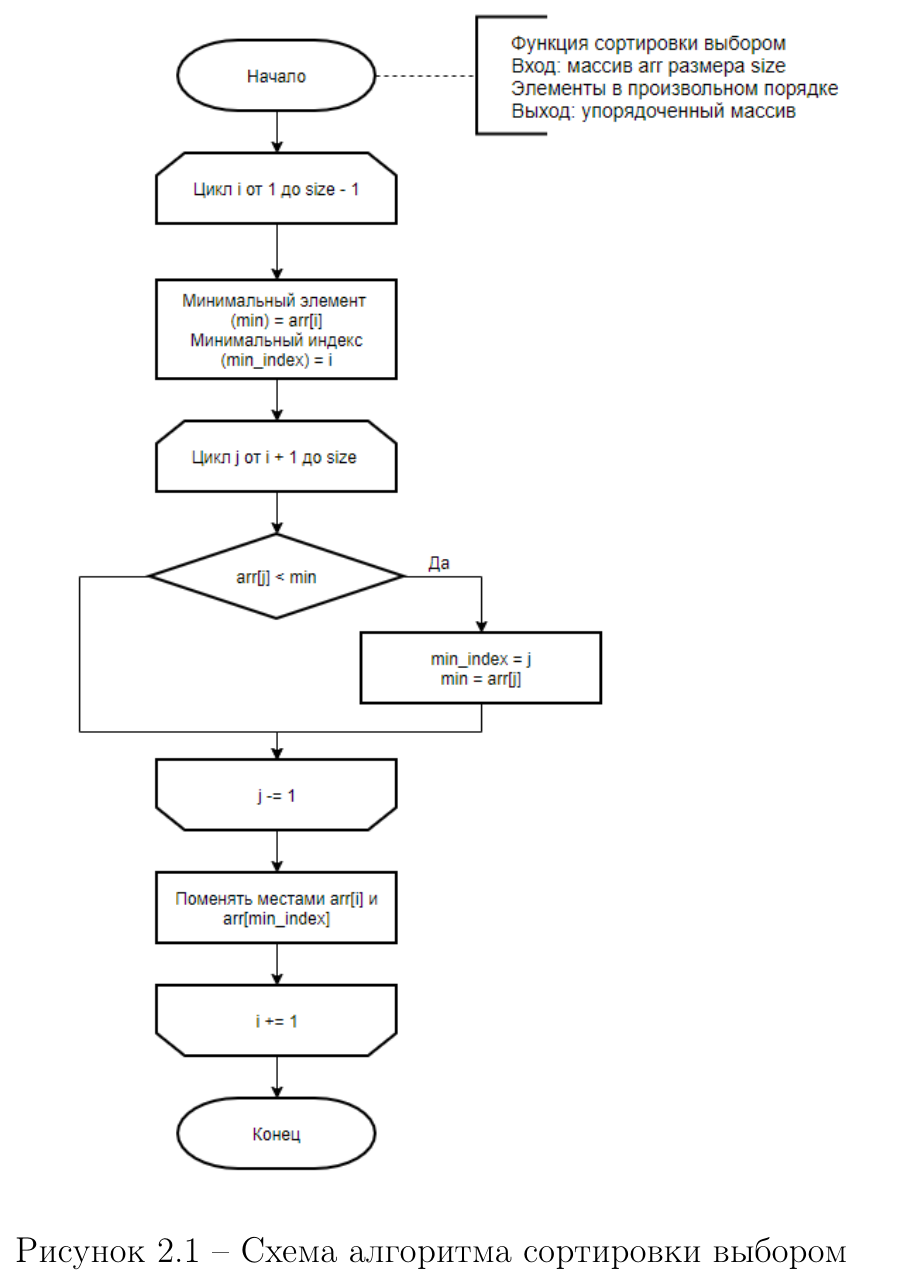 Начало
Функция сортировки выбором
Вход: массив arr размера size
Элементы в произвольном порядке
Выход: упорядоченный массив
Цикл i от 1 до size - 1
Минимальный элемент
(min) = arr[i]
Минимальный индекс
(min_index) = i
Цикл j от i + 1 до size
arr[j] < min
Да
min_index = j
min = arr[j]
j -= 1
Поменять местами arr[i] и
arr[min_index]
i += 1
Конец
Рисунок 2.1 – Схема алгоритма сортировки выбором